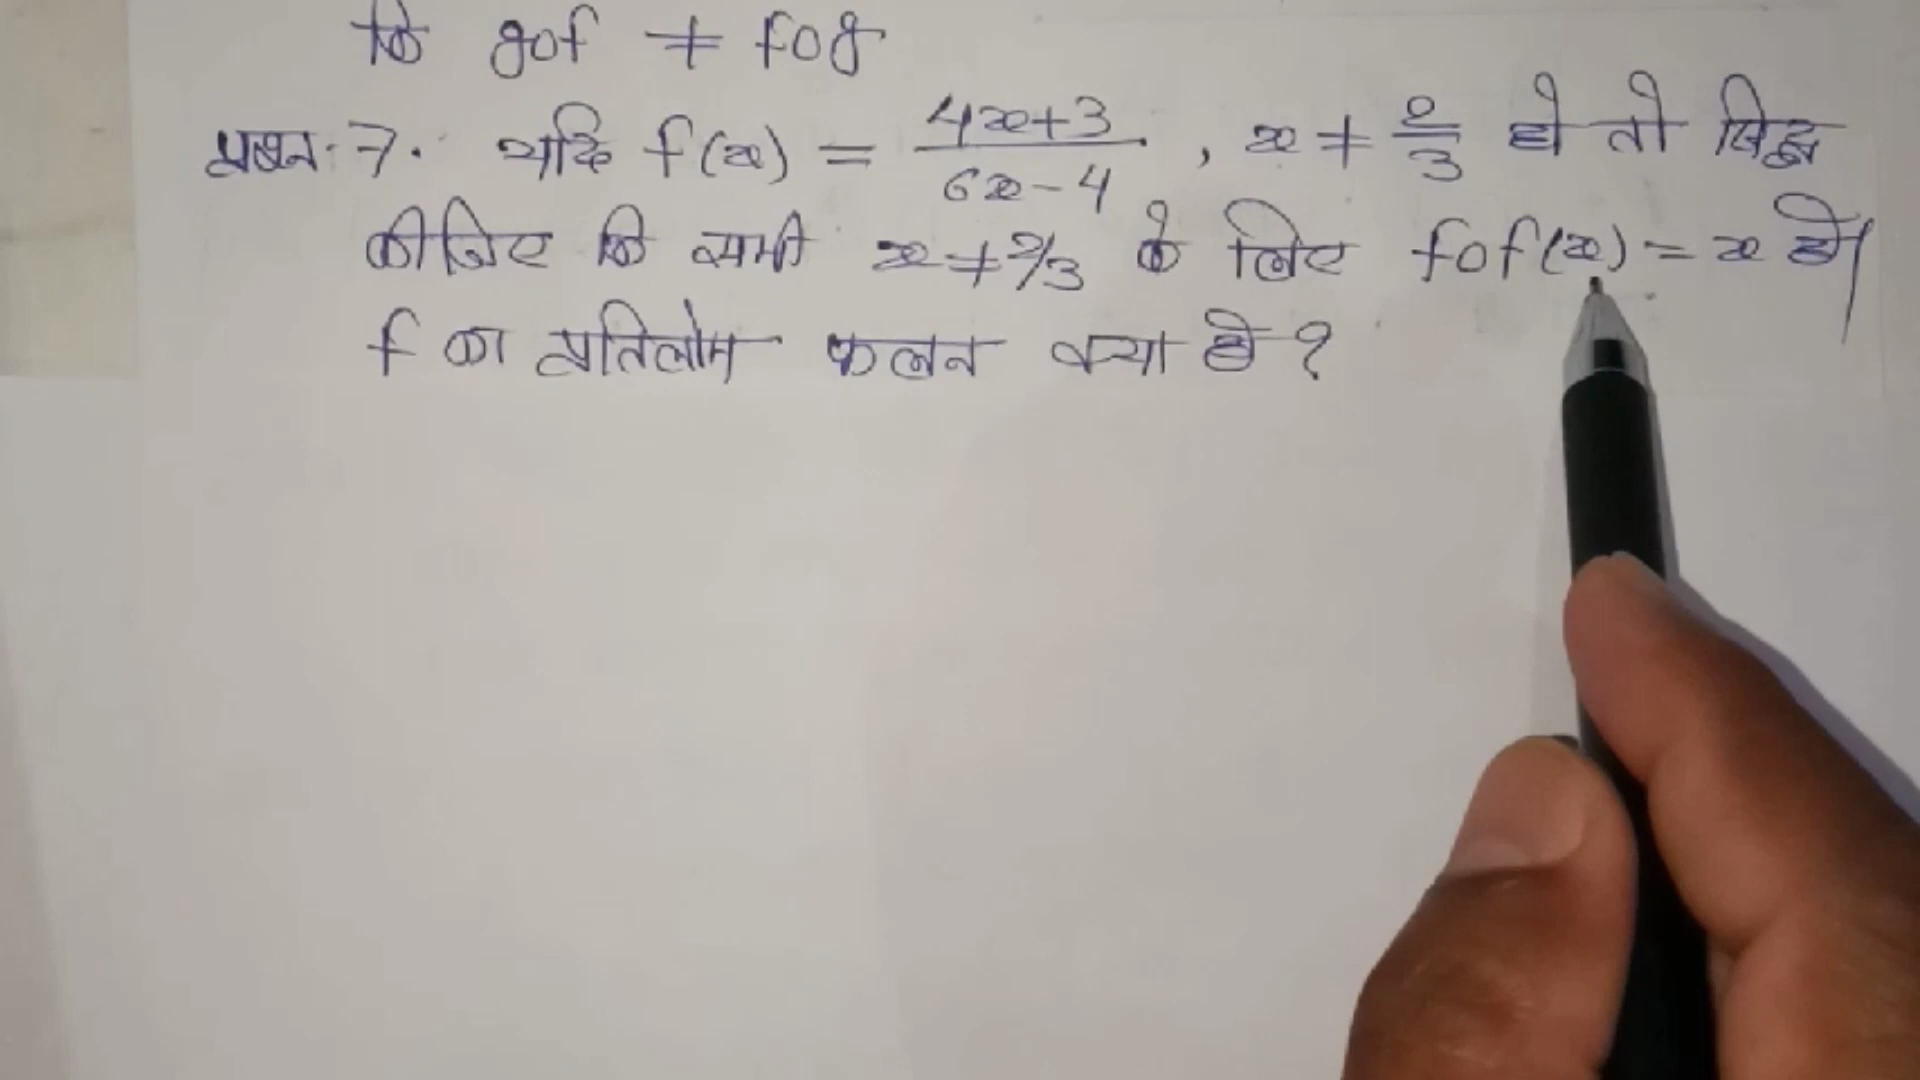 कि gof ≠ fog
प्रश्न:7. यदि f(x) = (4x+3)/(6x-4), x ≠ 2/3 हो तो सिद्ध
कीजिए कि सभी x ≠ 2/3 के लिए fof(x) = x है।
f का प्रतिलोम फलन क्या है?